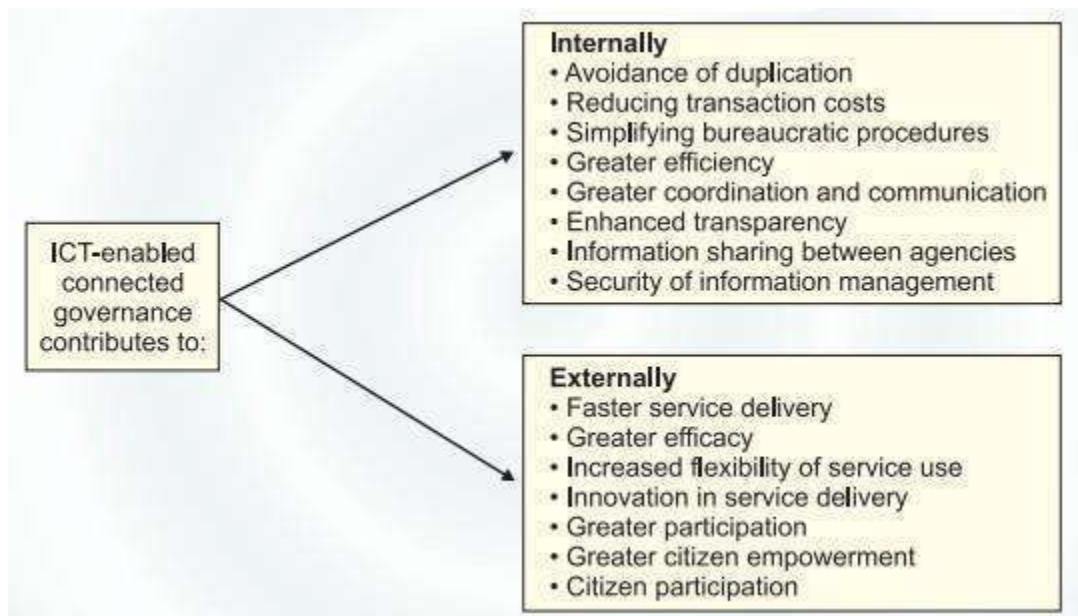 ICT-enabled
connected
governance
contributes to:
Internally
• Avoidance of duplication
• Reducing transaction costs
• Simplifying bureaucratic procedures
• Greater efficiency
• Greater coordination and communication
• Enhanced transparency
• Information sharing between agencies
• Security of information management
Externally
• Faster service delivery
• Greater efficacy
• Increased flexibility of service use
• Innovation in service delivery
• Greater participation
• Greater citizen empowerment
• Citizen participation